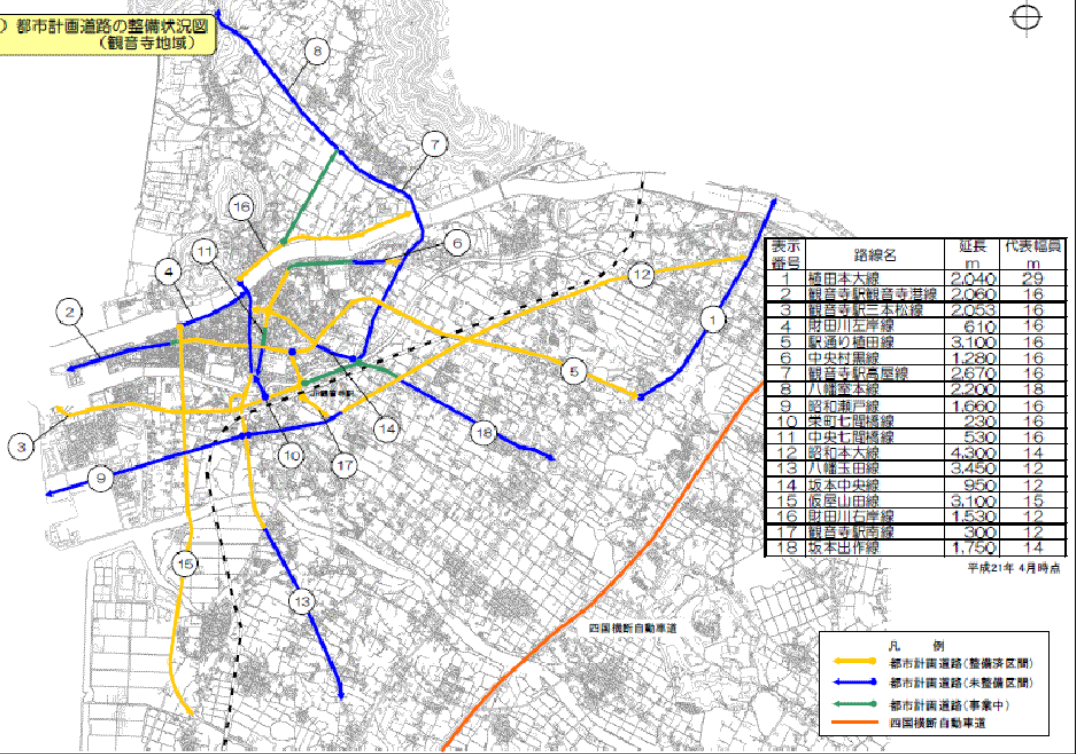 ) 都市計画道路の整備状況図
（観音寺地域）
8
7
16
11
6
4
12
2
1
5
3
14
18
10
17
9
15
13
JR観音寺駅
四国横断自動車道
表示番号 路線名 延長 m 代表幅員 m
1 植田本大線 2,040 29
2 観音寺駅観音寺港線 2,060 16
3 観音寺駅三本松線 2,053 16
4 財田川左岸線 610 16
5 駅通り植田線 3,100 16
6 中央村黒線 1,280 16
7 観音寺駅高屋線 2,670 16
8 八幡室本線 2,200 18
9 昭和瀬戸線 1,660 16
10 栄町七間橋線 230 16
11 中央七間橋線 530 16
12 昭和本大線 4,300 14
13 八幡玉田線 3,450 12
14 坂本中央線 950 12
15 仮屋山田線 3,100 15
16 財田川右岸線 1,530 12
17 観音寺駅南線 300 12
18 坂本出作線 1,750 14
平成21年 4月時点
凡 例
都市計画道路(整備済区間)
都市計画道路(未整備区間)
都市計画道路(事業中)
四国横断自動車道